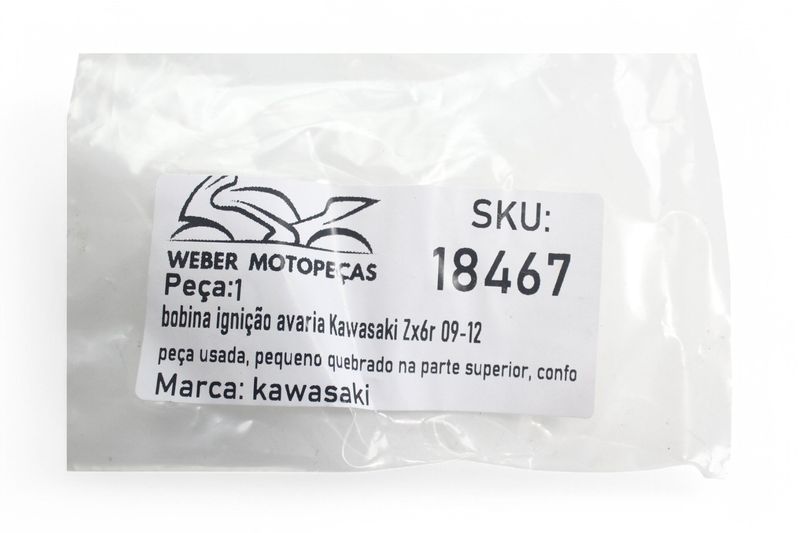 WEBER MOTOPEÇAS
SKU:
18467
Peça:1
bobina ignição avaria Kawasaki Zx6r 09-12
peça usada, pequeno quebrado na parte superior, confo
Marca: kawasaki